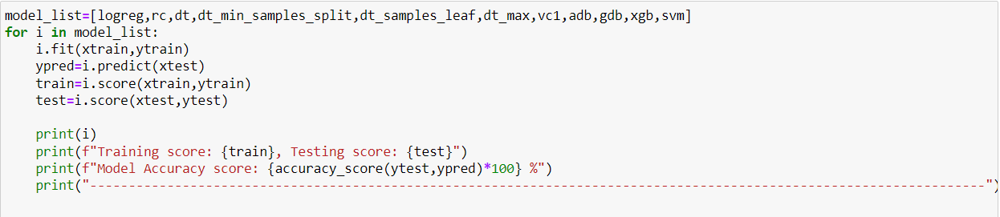 model_list=[logreg,rc,dt,dt_min_samples_split,dt_samples_leaf,dt_max,vc1,adb,gdb,xgb,svm]
for i in model_list:
    i.fit(xtrain,ytrain)
    ypred=i.predict(xtest)
    train=i.score(xtrain,ytrain)
    test=i.score(xtest,ytest)
    print(i)
    print(f"Training score: {train}, Testing score: {test}")
    print(f"Model Accuracy score: {accuracy_score(ytest,ypred)*100} %")
    print("--------------------------------------------------------------------------------------------------------------------")